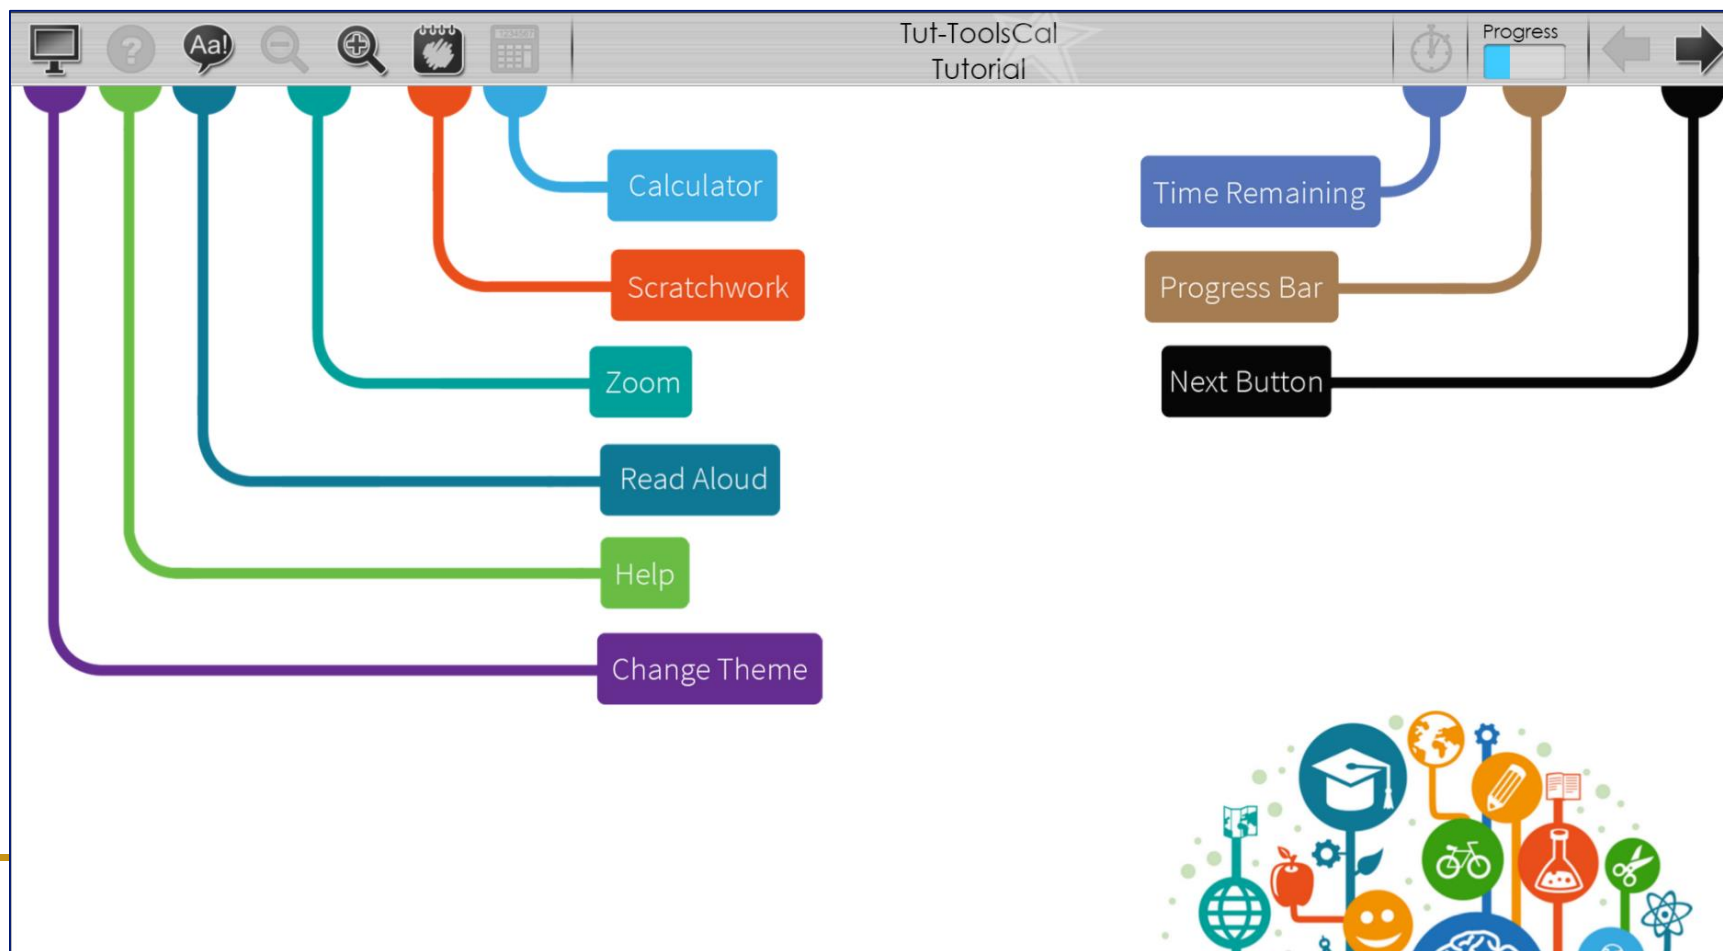 Aa!
1234567
Tut-ToolsCal
Tutorial
Progress
Calculator
Scratchwork
Zoom
Read Aloud
Help
Change Theme
Time Remaining
Progress Bar
Next Button